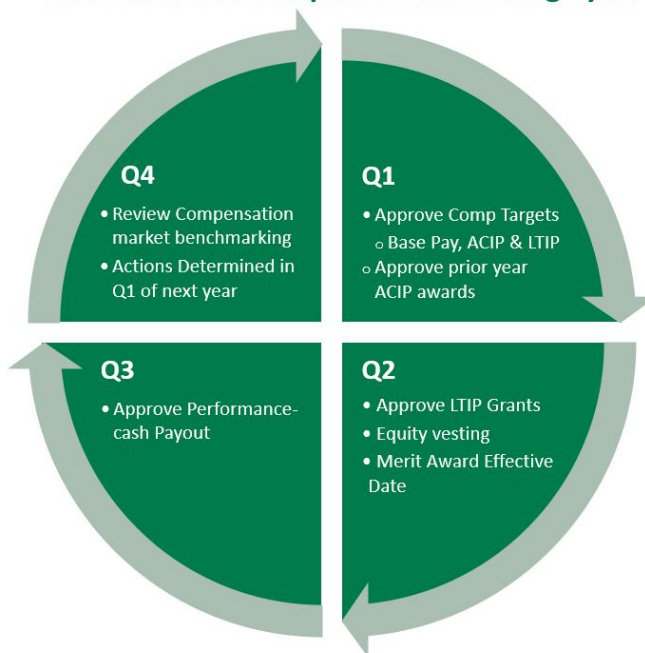 Q4
• Review Compensation
market benchmarking
• Actions Determined in
Q1 of next year
Q1
• Approve Comp Targets
o Base Pay, ACIP & LTIP
o Approve prior year
ACIP awards
Q3
• Approve Performance-
cash Payout
Q2
• Approve LTIP Grants
• Equity vesting
• Merit Award Effective
Date